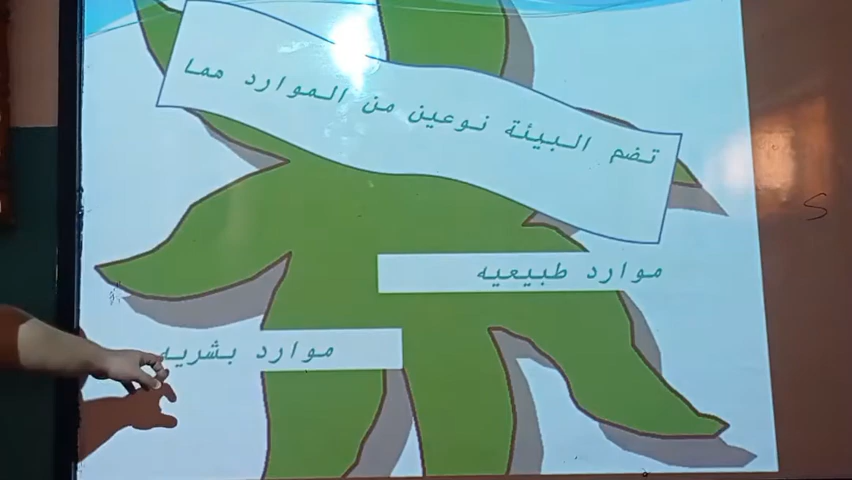 تضم البيئة نوعين من الموارد هما
موارد طبيعيه
موارد بشريه